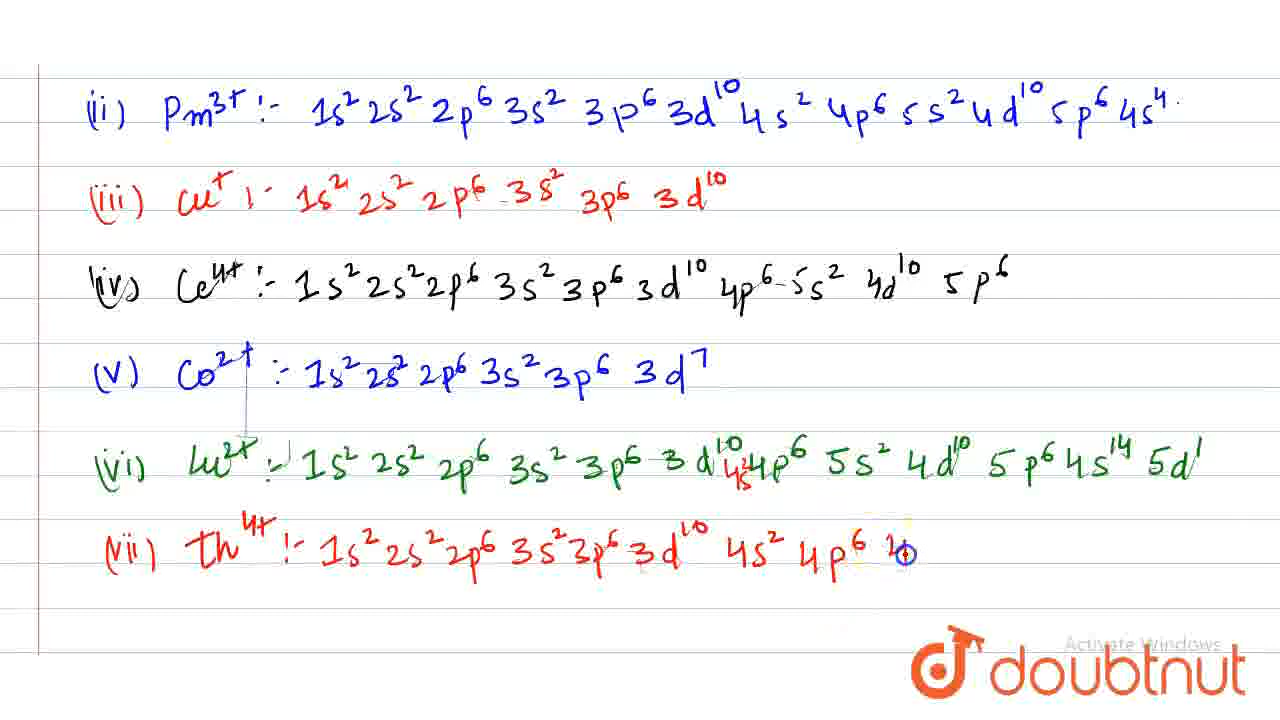 (ii) Pm³⁺ :- 1s² 2s² 2p⁶ 3s² 3p⁶ 3d¹⁰ 4s² 4p⁶ 5s² 4d¹⁰ 5p⁶ 4s⁴
(iii) Cu⁺ :- 1s² 2s² 2p⁶ 3s² 3p⁶ 3d¹⁰
(iv) Ce⁴⁺ :- 1s² 2s² 2p⁶ 3s² 3p⁶ 3d¹⁰ 4p⁶ 5s² 4d¹⁰ 5p⁶
(v) Co²⁺ :- 1s² 2s² 2p⁶ 3s² 3p⁶ 3d⁷
(vi) Lu²⁺ :- 1s² 2s² 2p⁶ 3s² 3p⁶ 3d¹⁰ 4s² 4p⁶ 5s² 4d¹⁰ 5p⁶ 4s¹⁴ 5d¹
(vii) Th⁴⁺ :- 1s² 2s² 2p⁶ 3s² 3p⁶ 3d¹⁰ 4s² 4p⁶ 4
Activate Windows
doubtnut